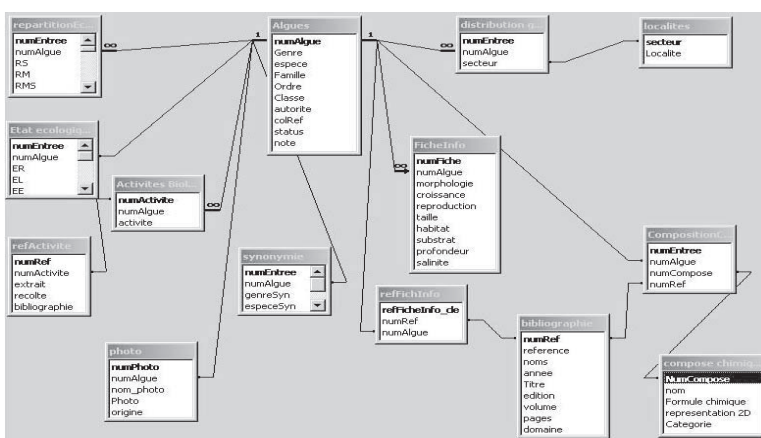 repartitionEc...
numEntree
numAlgue
RS
RM
RMS
Algues
numAlgue
Genre
espece
Famille
Ordre
Classe
autorite
colRef
status
note
distribution g...
numEntree
numAlgue
secteur
localites
secteur
Localite
1
1
∞
∞
Etat ecologiq...
numEntree
numAlgue
ER
EL
EE
Activites Biol...
numActivite
numAlgue
activite
∞
FicheInfo
numFiche
numAlgue
morphologie
croissance
reproduction
taille
habitat
substrat
profondeur
salinite
∞
refActivite
numRef
numActivite
extrait
recolte
bibliographie
synonymie
numEntree
numAlgue
genreSyn
especeSyn
CompositionC...
numEntree
numAlgue
numCompose
numRef
refFichInfo
refFicheInfo_cle
numRef
numAlgue
bibliographie
numRef
reference
noms
annee
Titre
edition
volume
pages
domaine
photo
numPhoto
numAlgue
nom_photo
Photo
origine
compose chimiq...
NumCompose
nom
Formule chimique
representation 2D
Categorie